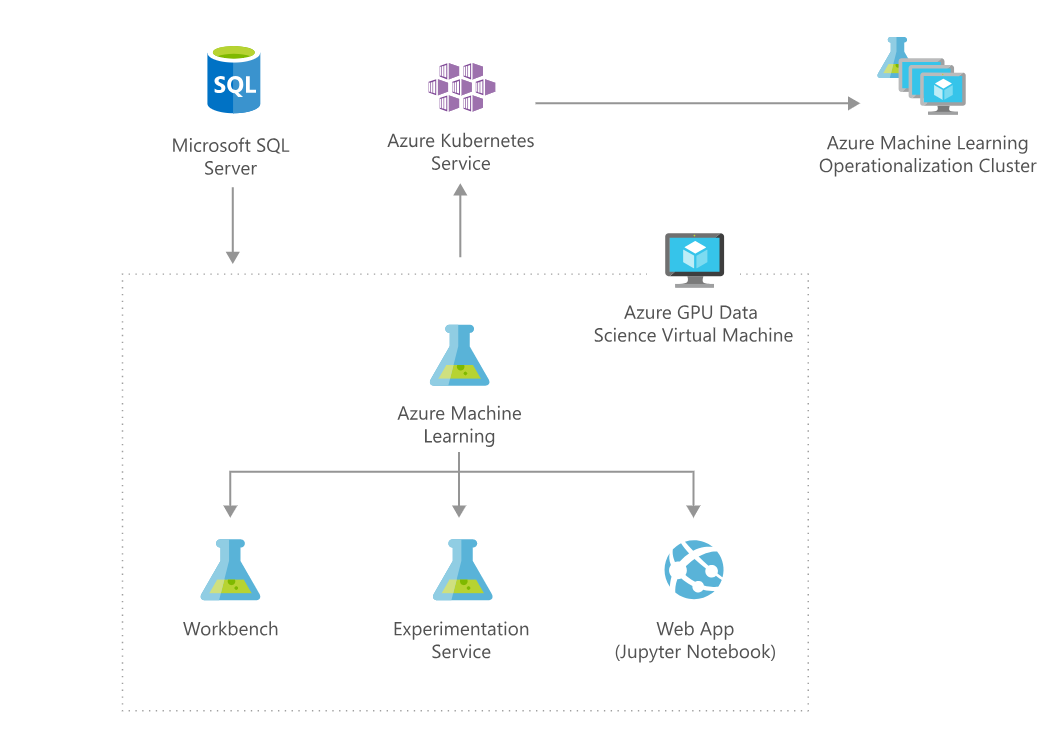 SQL
Microsoft SQL
Server
Azure Kubernetes
Service
Azure Machine Learning
Operationalization Cluster
Azure GPU Data
Science Virtual Machine
Azure Machine
Learning
Workbench
Experimentation
Service
Web App
(Jupyter Notebook)